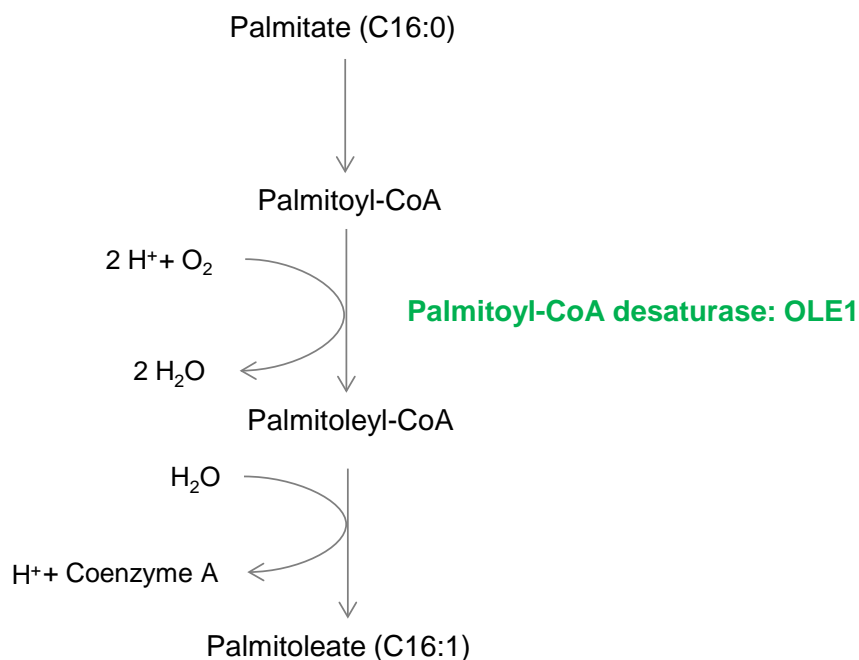 Palmitate (C16:0)
Palmitoyl-CoA
2 H⁺+ O₂
Palmitoyl-CoA desaturase: OLE1
2 H₂O
Palmitoleyl-CoA
H₂O
H⁺+ Coenzyme A
Palmitoleate (C16:1)